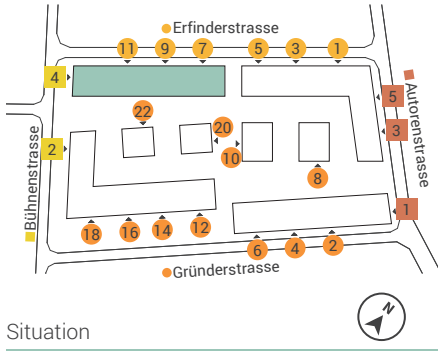 Erfinderstrasse
11 9 7 5 3 1
4
5
Autorenstrasse
3
22
20
10
2
8
Bühnenstrasse
1
18 16 14 12
6 4 2
Gründerstrasse
N
Situation